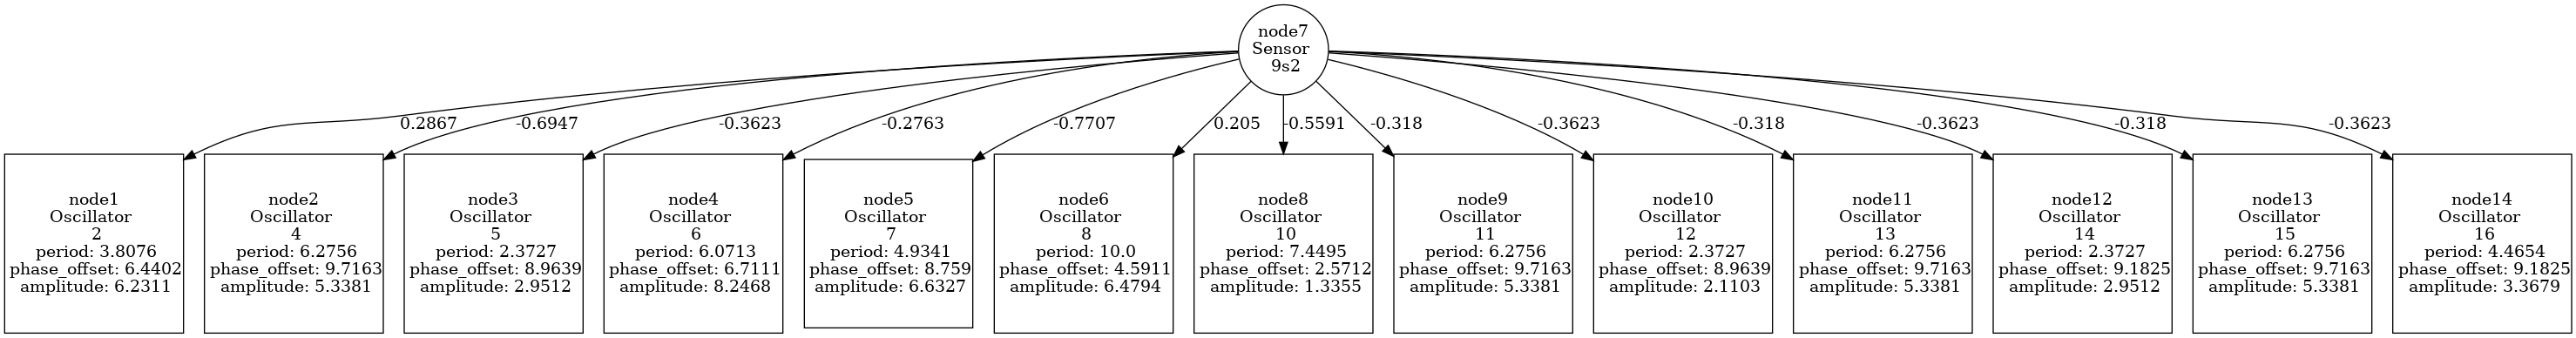 node7
Sensor
9s2
0.2867
-0.6947
-0.3623
-0.2763
-0.7707
0.205
-0.5591
-0.318
-0.3623
-0.318
-0.3623
-0.318
-0.3623
node1
Oscillator
2
period: 3.8076
phase_offset: 6.4402
amplitude: 6.2311
node2
Oscillator
4
period: 6.2756
phase_offset: 9.7163
amplitude: 5.3381
node3
Oscillator
5
period: 2.3727
phase_offset: 8.9639
amplitude: 2.9512
node4
Oscillator
6
period: 6.0713
phase_offset: 6.7111
amplitude: 8.2468
node5
Oscillator
7
period: 4.9341
phase_offset: 8.759
amplitude: 6.6327
node6
Oscillator
8
period: 10.0
phase_offset: 4.5911
amplitude: 6.4794
node8
Oscillator
10
period: 7.4495
phase_offset: 2.5712
amplitude: 1.3355
node9
Oscillator
11
period: 6.2756
phase_offset: 9.7163
amplitude: 5.3381
node10
Oscillator
12
period: 2.3727
phase_offset: 8.9639
amplitude: 2.1103
node11
Oscillator
13
period: 6.2756
phase_offset: 9.7163
amplitude: 5.3381
node12
Oscillator
14
period: 2.3727
phase_offset: 9.1825
amplitude: 2.9512
node13
Oscillator
15
period: 6.2756
phase_offset: 9.7163
amplitude: 5.3381
node14
Oscillator
16
period: 4.4654
phase_offset: 9.1825
amplitude: 3.3679